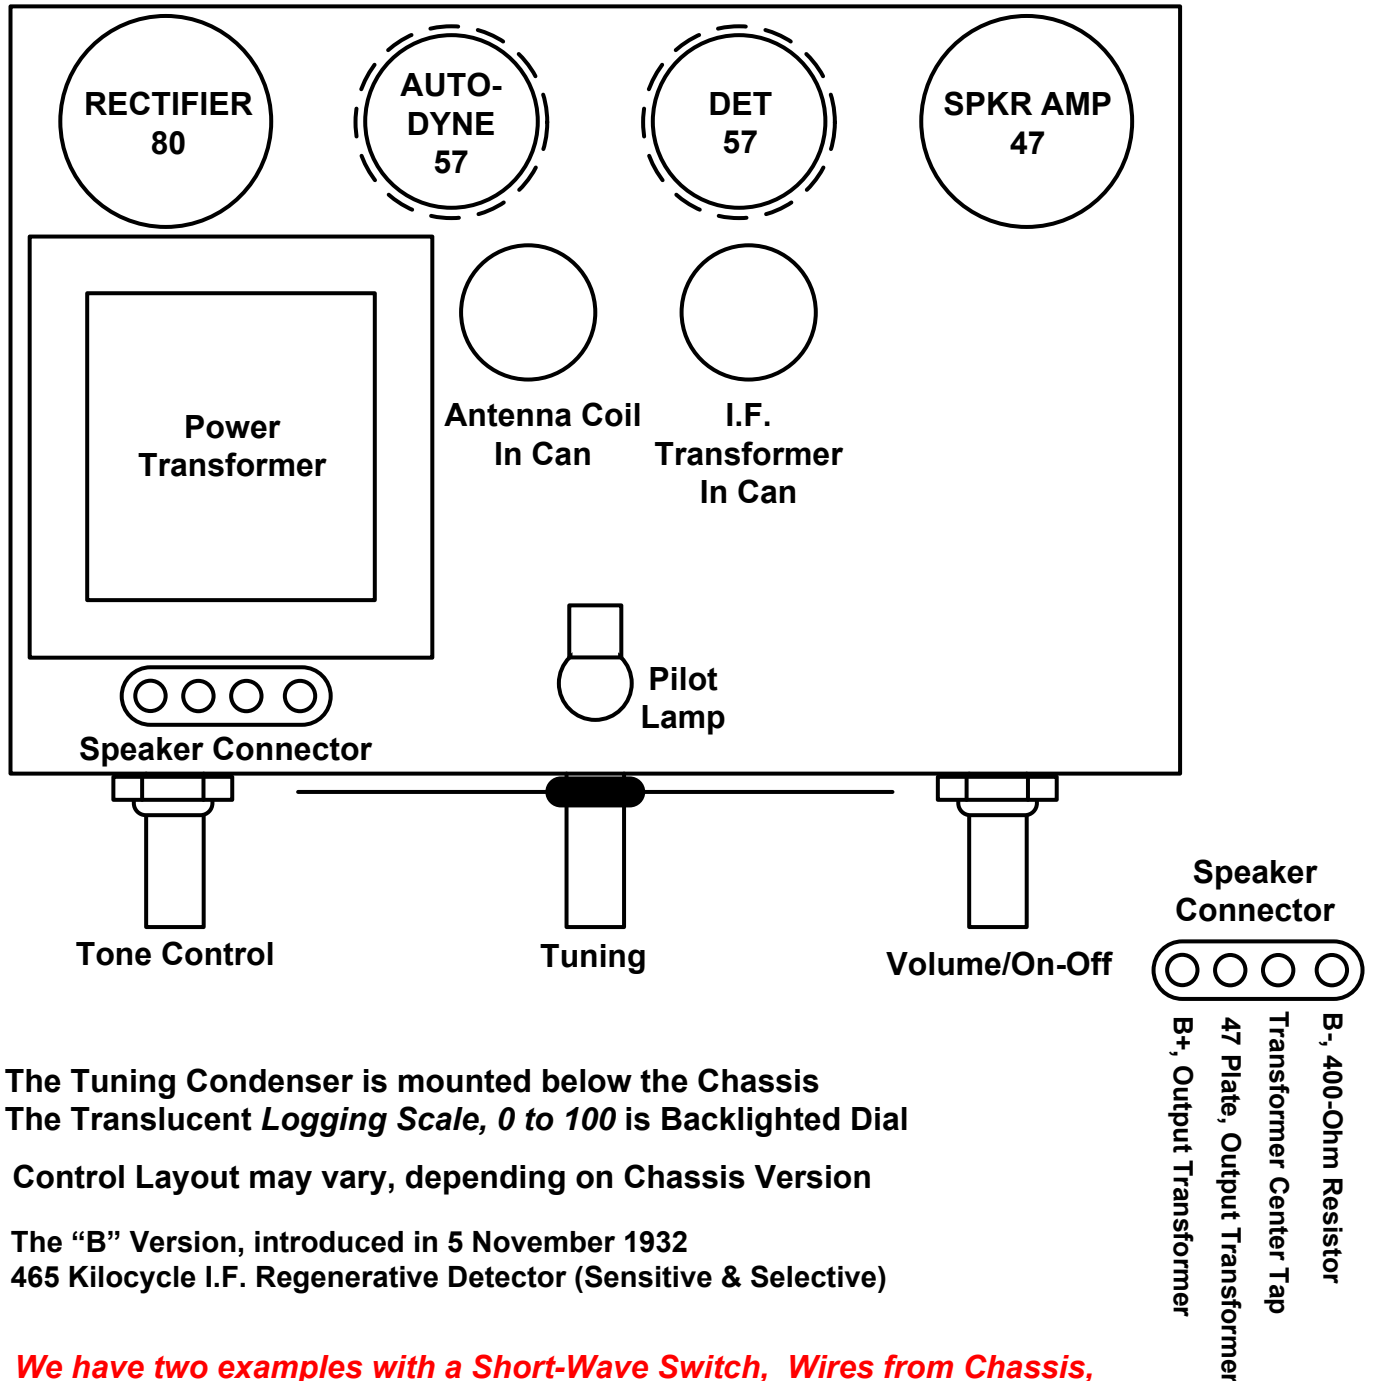 RECTIFIER
80
AUTO-
DYNE
57
DET
57
SPKR AMP
47
Power
Transformer
Antenna Coil
In Can
I.F.
Transformer
In Can
Pilot
Lamp
Speaker Connector
Tone Control
Tuning
Volume/On-Off
Speaker
Connector
B+, Output Transformer
47 Plate, Output Transformer
Transformer Center Tap
B-, 400-Ohm Resistor
The Tuning Condenser is mounted below the Chassis
The Translucent Logging Scale, 0 to 100 is Backlighted Dial
Control Layout may vary, depending on Chassis Version
The “B” Version, introduced in 5 November 1932
465 Kilocycle I.F. Regenerative Detector (Sensitive & Selective)
We have two examples with a Short-Wave Switch, Wires from Chassis,